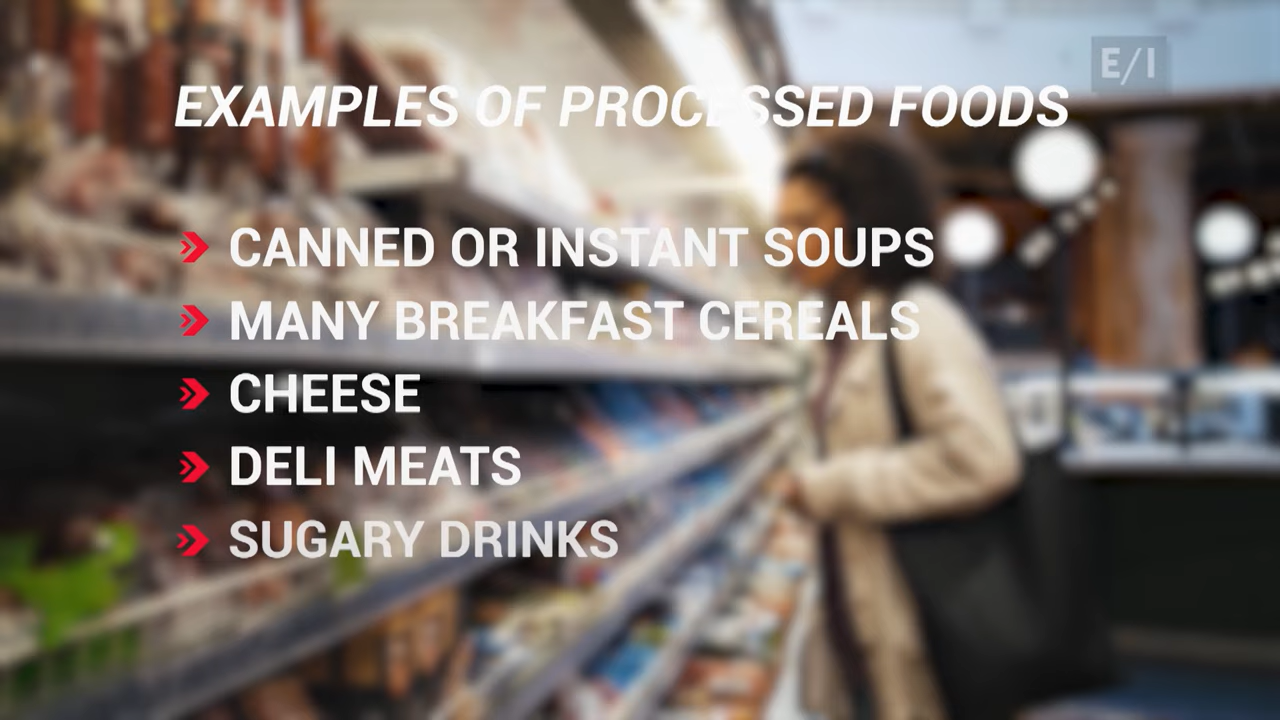 E/I
EXAMPLES OF PROCESSED FOODS
CANNED OR INSTANT SOUPS
MANY BREAKFAST CEREALS
CHEESE
DELI MEATS
SUGARY DRINKS